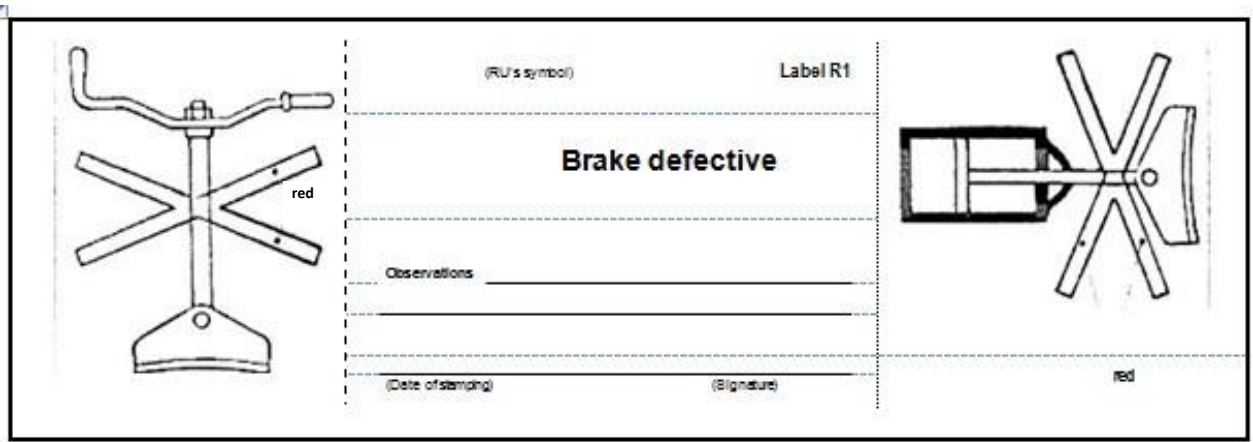 (RU's symbol) Label R1
Brake defective
red
Observations
(Date of stamping) (Signature)
red